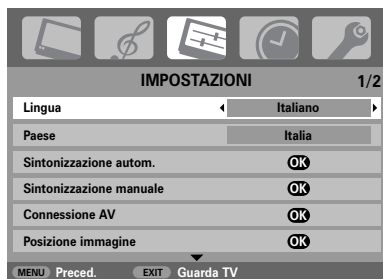 IMPOSTAZIONI 1/2
Lingua Italiano
Paese Italia
Sintonizzazione autom. OK
Sintonizzazione manuale OK
Connessione AV OK
Posizione immagine OK
MENU Preced. EXIT Guarda TV